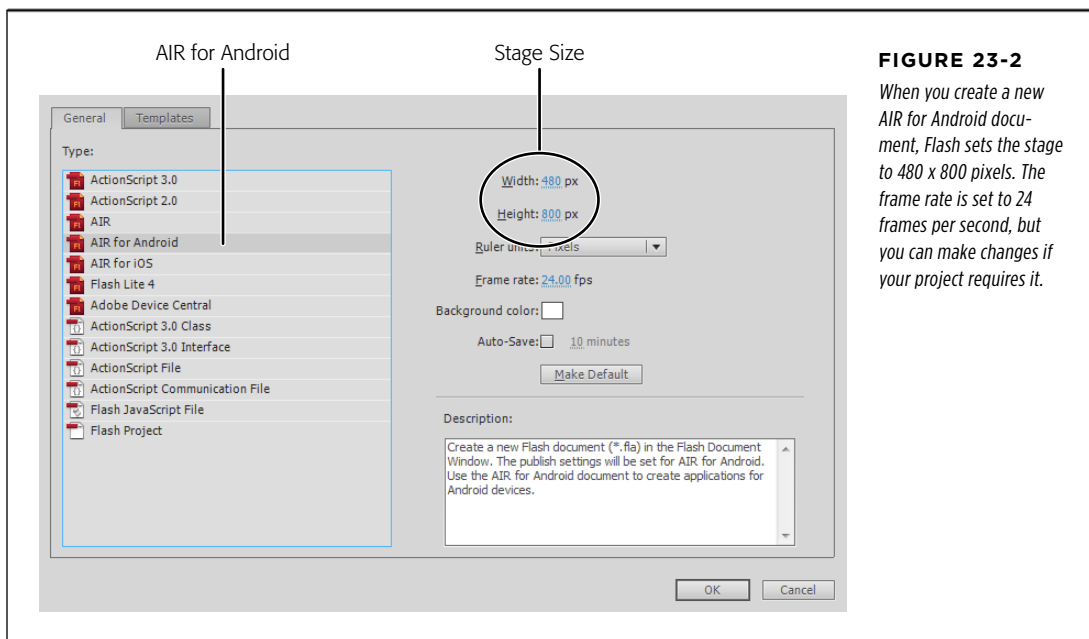 AIR for Android
Stage Size
FIGURE 23-2
When you create a new
AIR for Android docu-
ment, Flash sets the stage
to 480 x 800 pixels. The
frame rate is set to 24
frames per second, but
you can make changes if
your project requires it.
General
Templates
Type:
ActionScript 3.0
ActionScript 2.0
AIR
AIR for Android
AIR for iOS
Flash Lite 4
Adobe Device Central
ActionScript 3.0 Class
ActionScript 3.0 Interface
ActionScript File
ActionScript Communication File
Flash JavaScript File
Flash Project
Width: 480 px
Height: 800 px
Ruler units: Pixels
Frame rate: 24.00 fps
Background color:
Auto-Save: 10 minutes
Make Default
Description:
Create a new Flash document (*.fla) in the Flash Document
Window. The publish settings will be set for AIR for Android.
Use the AIR for Android document to create applications for
Android devices.
OK
Cancel